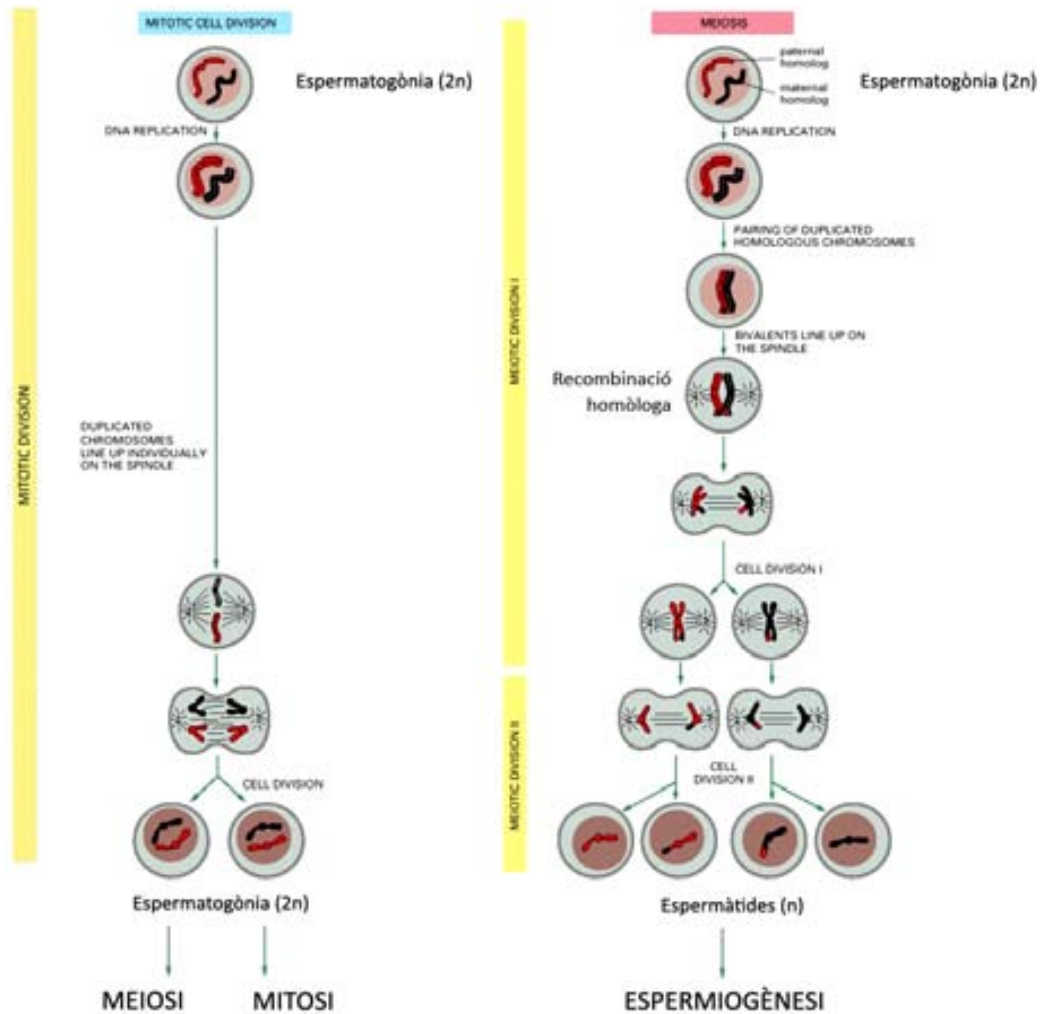 MITOTIC CELL DIVISION
Espermatogònia (2n)
DNA REPLICATION
MITOTIC DIVISION
DUPLICATED
CHROMOSOMES
LINE UP INDIVIDUALLY
ON THE SPINDLE
CELL DIVISION
Espermatogònia (2n)
MEIOSI
MITOSI
MEIOSIS
paternal
homolog
maternal
homolog
Espermatogònia (2n)
DNA REPLICATION
PAIRING OF DUPLICATED
HOMOLOGOUS CHROMOSOMES
MEIOTIC DIVISION I
BIVALENTS LINE UP ON
THE SPINDLE
Recombinació
homòloga
CELL DIVISION I
MEIOTIC DIVISION II
CELL
DIVISION II
Espermàtides (n)
ESPERMIOGÈNESI